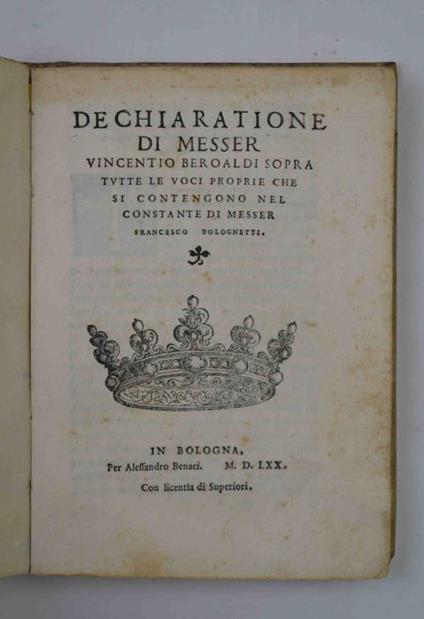 DECHIARATIONE
DI MESSER
VINCENTIO BEROALDI SOPRA
TVTTE LE VOCI PROPRIE CHE
SI CONTENGONO NEL
CONSTANTE DI MESSER
FRANCESCO BOLOGNETTI.
IN BOLOGNA,
Per Alessandro Benaci. M. D. LXX.
Con licentia di Superiori.